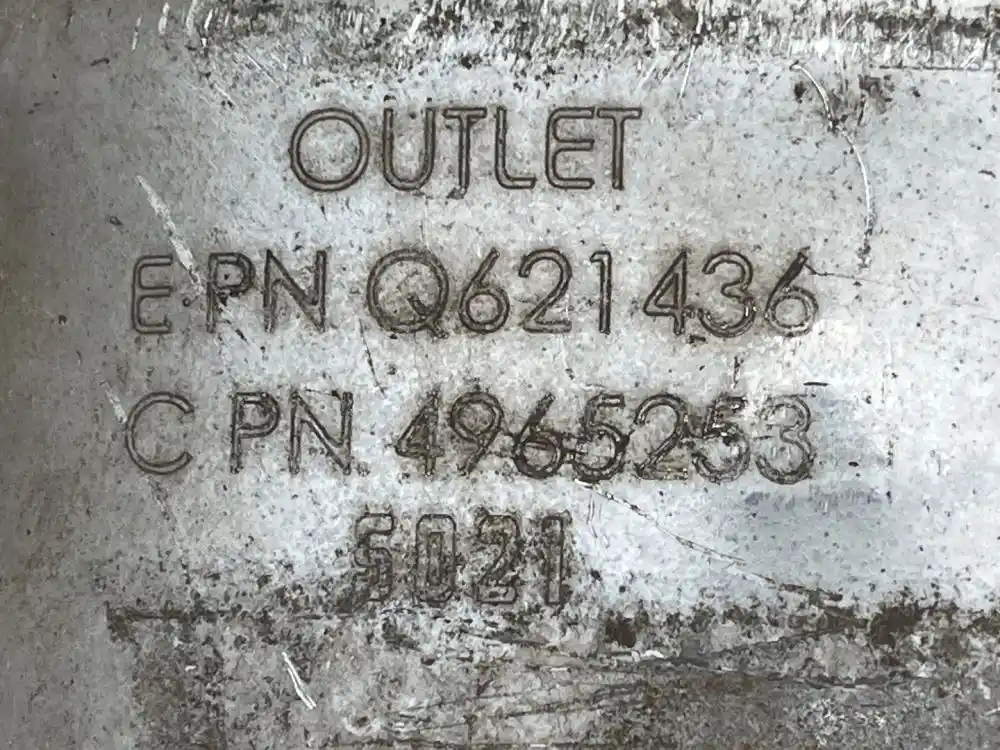 OUTLET
E PN Q621436
C PN 4965253
5021